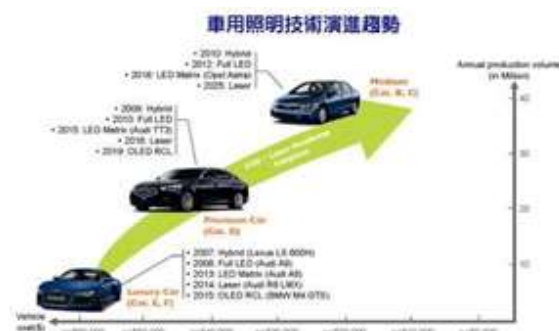 車用照明技術演進趨勢
• 2010: Hybrid
• 2012: Full LED
• 2016: LED Matrix (Opel Astra)
• 2025: Laser
Medium
(Cat. B, C)
Annual production volume
(in Million)
40
• 2009: Hybrid
• 2010: Full LED
• 2015: LED Matrix (Audi TT3)
• 2018: Laser
• 2019: OLED RCL
30
Premium Car
(Cat. D)
20
• 2007: Hybrid (Lexus LS 600H)
• 2008: Full LED (Audi A8)
• 2013: LED Matrix (Audi A8)
• 2014: Laser (Audi R8 LMX)
• 2015: OLED RCL (BMW M4 GTS)
Luxury Car
(Cat. E, F)
10
Vehicle
cost($)